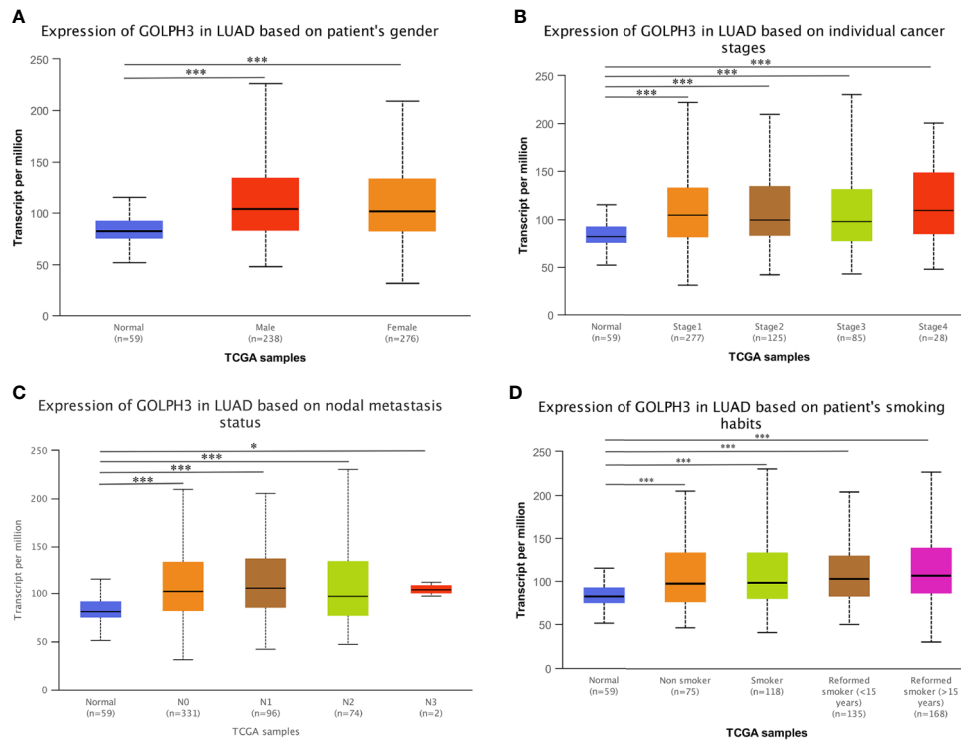 A
Expression of GOLPH3 in LUAD based on patient's gender
250
200
150
100
50
0
Transcript per million
***
***
Normal
(n=59)
Male
(n=238)
Female
(n=276)
TCGA samples
B
Expression of GOLPH3 in LUAD based on individual cancer
stages
250
200
150
100
50
0
Transcript per million
***
***
***
***
Normal
(n=59)
Stage1
(n=277)
Stage2
(n=125)
Stage3
(n=85)
Stage4
(n=28)
TCGA samples
C
Expression of GOLPH3 in LUAD based on nodal metastasis
status
250
200
150
100
50
0
Transcript per million
*
***
***
***
Normal
(n=59)
N0
(n=331)
N1
(n=96)
N2
(n=74)
N3
(n=2)
TCGA samples
D
Expression of GOLPH3 in LUAD based on patient's smoking
habits
250
200
150
100
50
0
Transcript per million
***
***
***
***
Normal
(n=59)
Non smoker
(n=75)
Smoker
(n=118)
Reformed
smoker (<15
years)
(n=135)
Reformed
smoker (>15
years)
(n=168)
TCGA samples